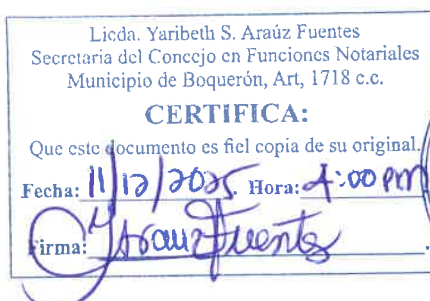 Licda. Yaribeth S. Araúz Fuentes
Secretaria del Concejo en Funciones Notariales
Municipio de Boquerón, Art, 1718 c.c.
CERTIFICA:
Que este documento es fiel copia de su original.
Fecha: 11/12/2025 Hora: 4:00 pm
Firma: YArauzFuentes